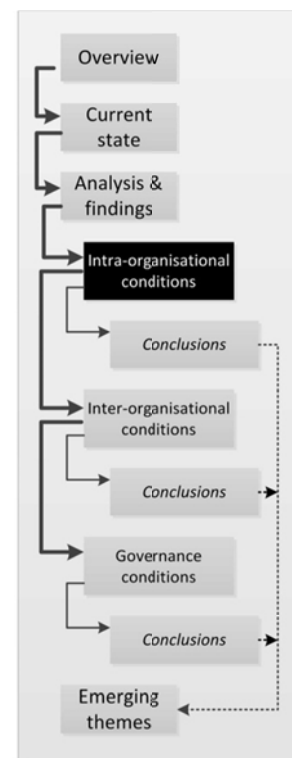 Overview
Current
state
Analysis &
findings
Intra-organisational
conditions
Conclusions
Inter-organisational
conditions
Conclusions
Governance
conditions
Conclusions
Emerging
themes